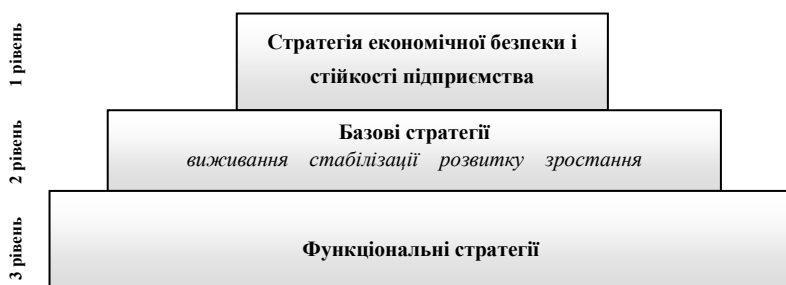 1 рівень
Стратегія економічної безпеки і
стійкості підприємства
2 рівень
Базові стратегії
виживання стабілізації розвитку зростання
3 рівень
Функціональні стратегії